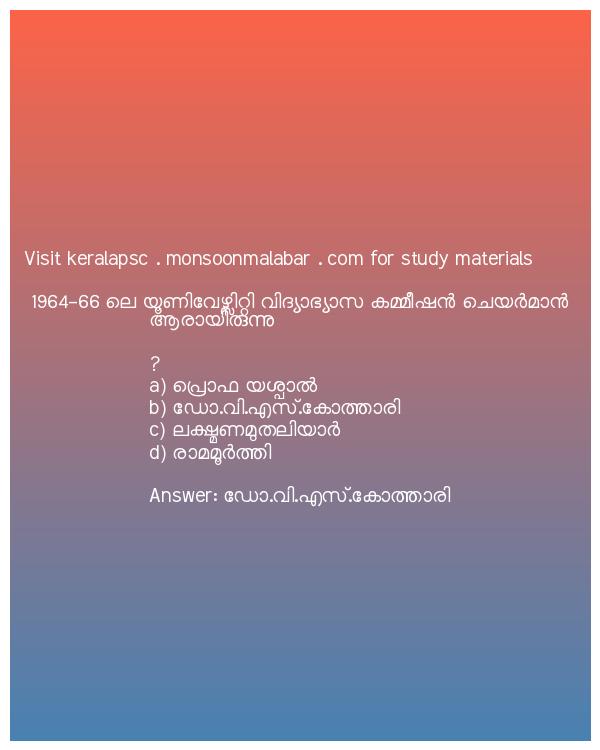 Visit keralapsc . monsoonmalabar . com for study materials
1964-66 ലെ യൂണിവേഴ്സിറ്റി വിദ്യാഭ്യാസ കമ്മീഷൻ ചെയർമാൻ
ആരായിരുന്നു
?
a) പ്രൊഫ യശ്പാൽ
b) ഡോ.വി.എസ്.കോത്താരി
c) ലക്ഷ്മണമുതലിയാർ
d) രാമമൂർത്തി
Answer: ഡോ.വി.എസ്.കോത്താരി